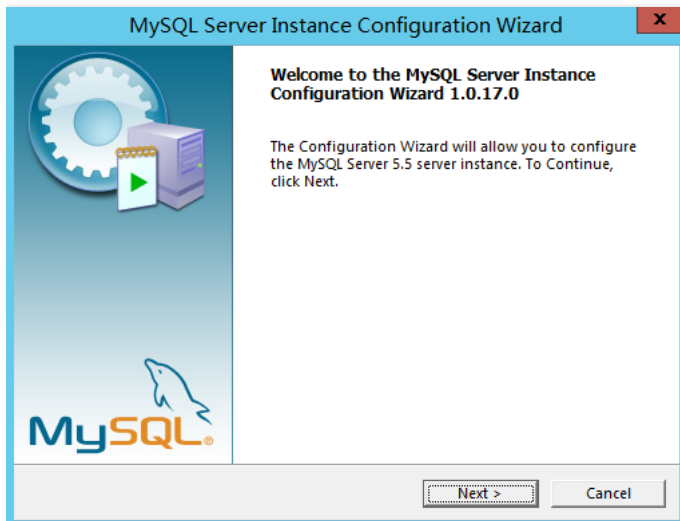 MySQL Server Instance Configuration Wizard
x
Welcome to the MySQL Server Instance
Configuration Wizard 1.0.17.0
The Configuration Wizard will allow you to configure
the MySQL Server 5.5 server instance. To Continue,
click Next.
MySQL®
Next >
Cancel